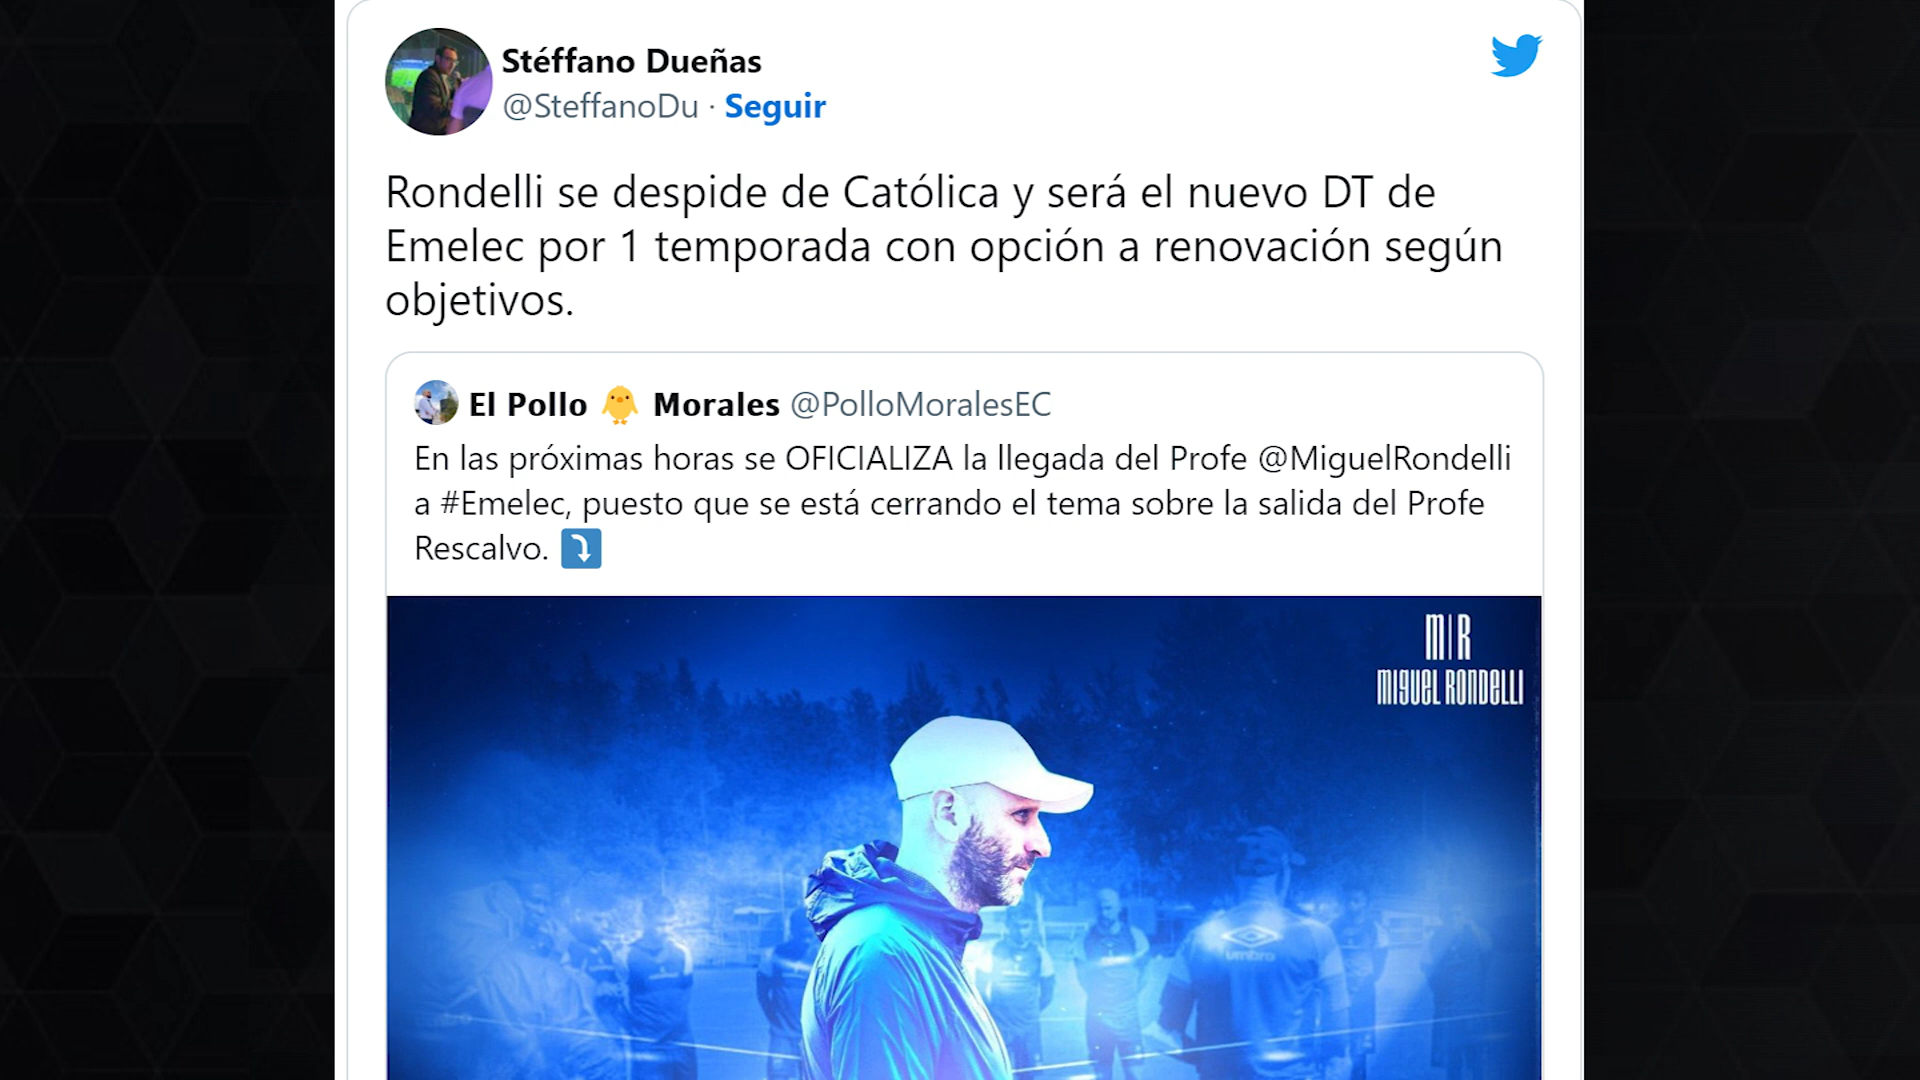 Stéffano Dueñas
@SteffanoDu · Seguir
Rondelli se despide de Católica y será el nuevo DT de
Emelec por 1 temporada con opción a renovación según
objetivos.
El Pollo 🐥 Morales @PolloMoralesEC
En las próximas horas se OFICIALIZA la llegada del Profe @MiguelRondelli
a #Emelec, puesto que se está cerrando el tema sobre la salida del Profe
Rescalvo. ⤵
M|R
MIGUEL RONDELLI
umbro